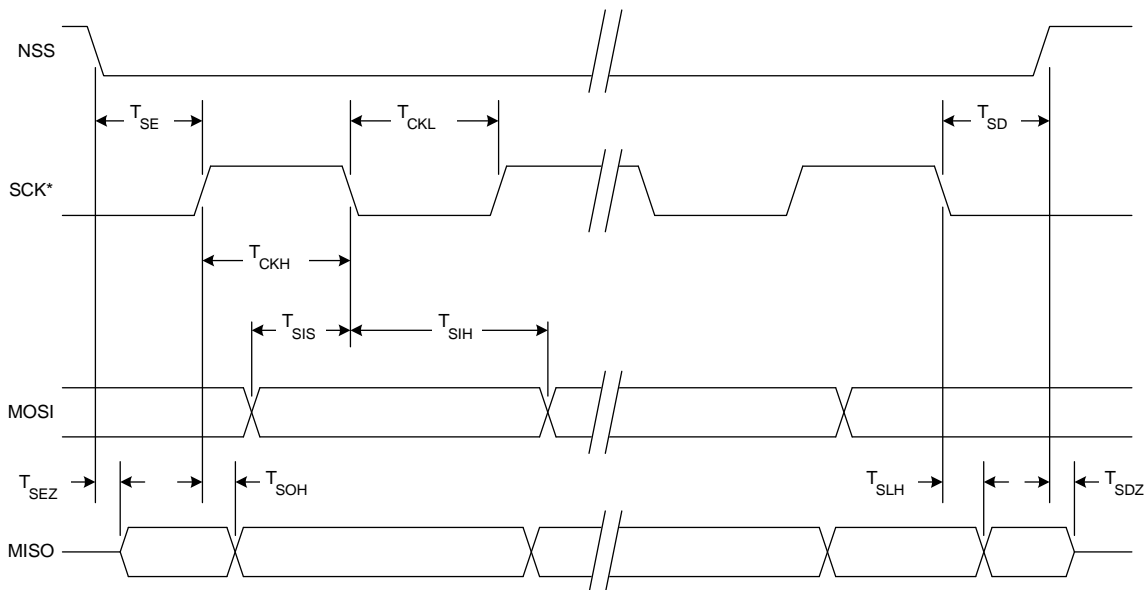 NSS
T_SE
T_CKL
T_SD
SCK*
T_CKH
T_SIS
T_SIH
MOSI
T_SEZ
T_SOH
T_SLH
T_SDZ
MISO